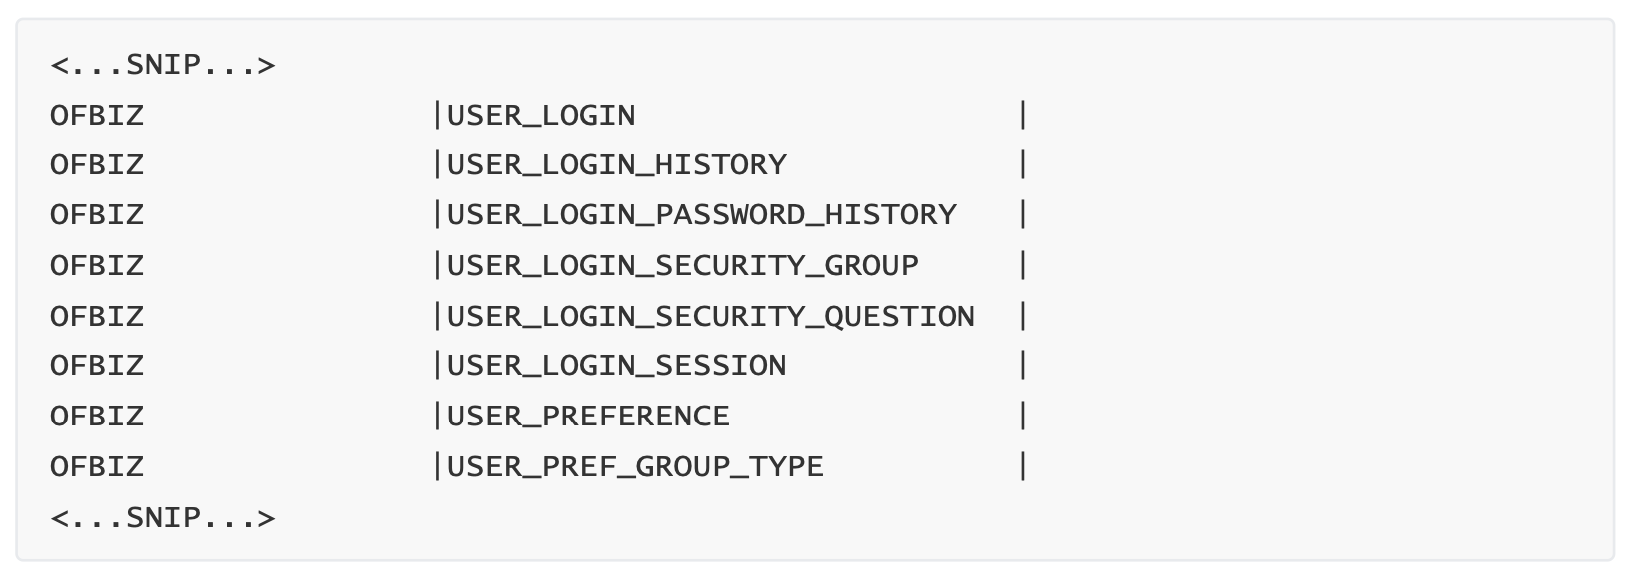 <...SNIP...>
OFBIZ               |USER_LOGIN                    |
OFBIZ               |USER_LOGIN_HISTORY            |
OFBIZ               |USER_LOGIN_PASSWORD_HISTORY   |
OFBIZ               |USER_LOGIN_SECURITY_GROUP     |
OFBIZ               |USER_LOGIN_SECURITY_QUESTION  |
OFBIZ               |USER_LOGIN_SESSION            |
OFBIZ               |USER_PREFERENCE               |
OFBIZ               |USER_PREF_GROUP_TYPE          |
<...SNIP...>